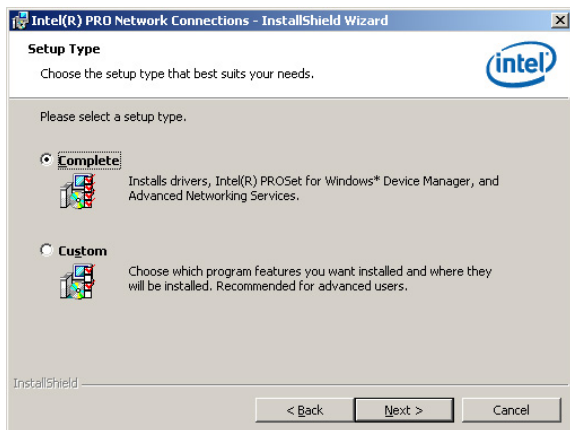 Intel(R) PRO Network Connections - InstallShield Wizard
Setup Type
Choose the setup type that best suits your needs.
intel
Please select a setup type.
Complete
Installs drivers, Intel(R) PROSet for Windows* Device Manager, and
Advanced Networking Services.
Custom
Choose which program features you want installed and where they
will be installed. Recommended for advanced users.
InstallShield
< Back
Next >
Cancel